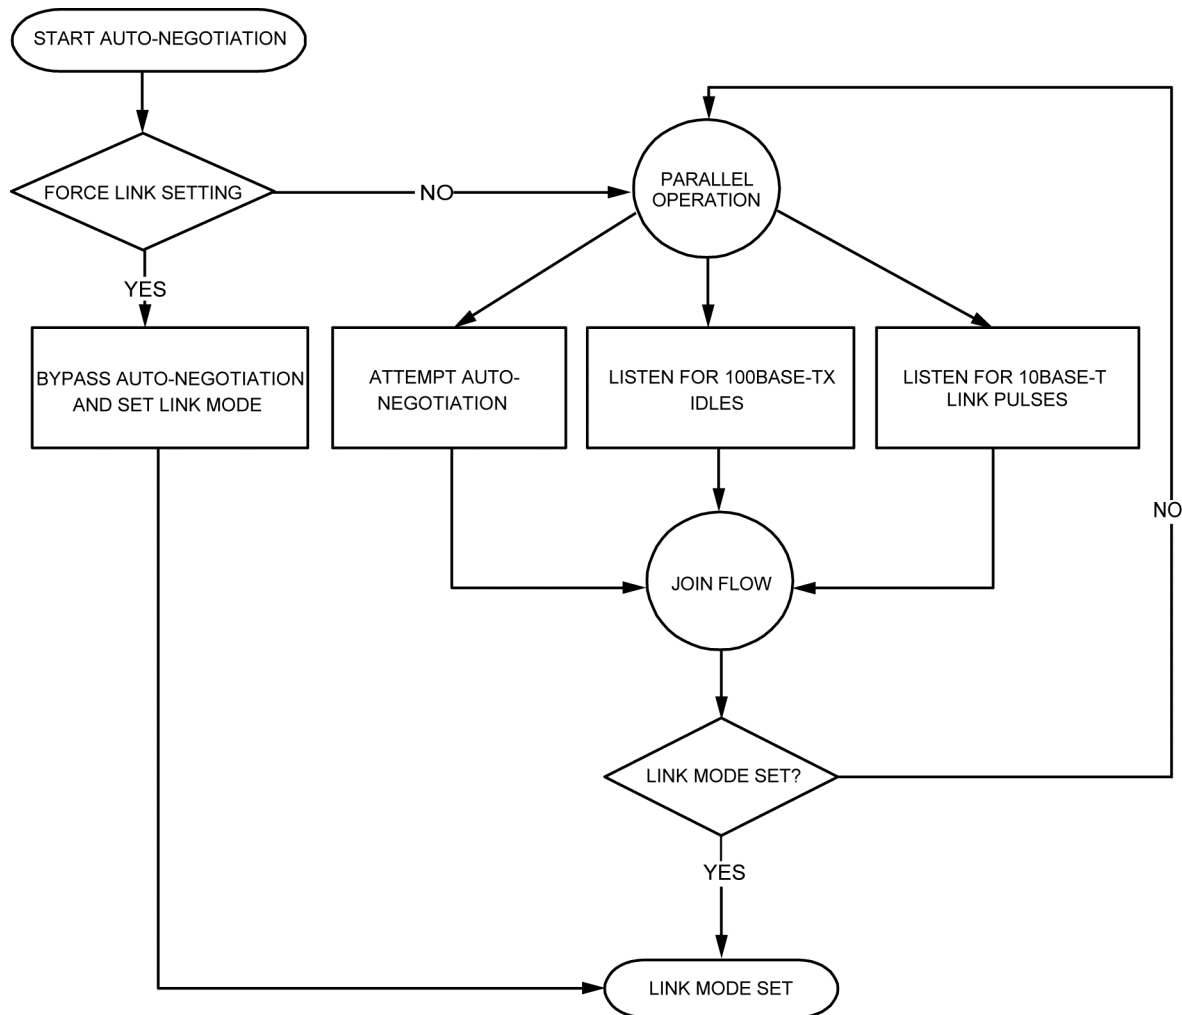 START AUTO-NEGOTIATION
FORCE LINK SETTING
NO
PARALLEL
OPERATION
YES
BYPASS AUTO-NEGOTIATION
AND SET LINK MODE
ATTEMPT AUTO-
NEGOTIATION
LISTEN FOR 100BASE-TX
IDLES
LISTEN FOR 10BASE-T
LINK PULSES
NO
JOIN FLOW
LINK MODE SET?
YES
LINK MODE SET